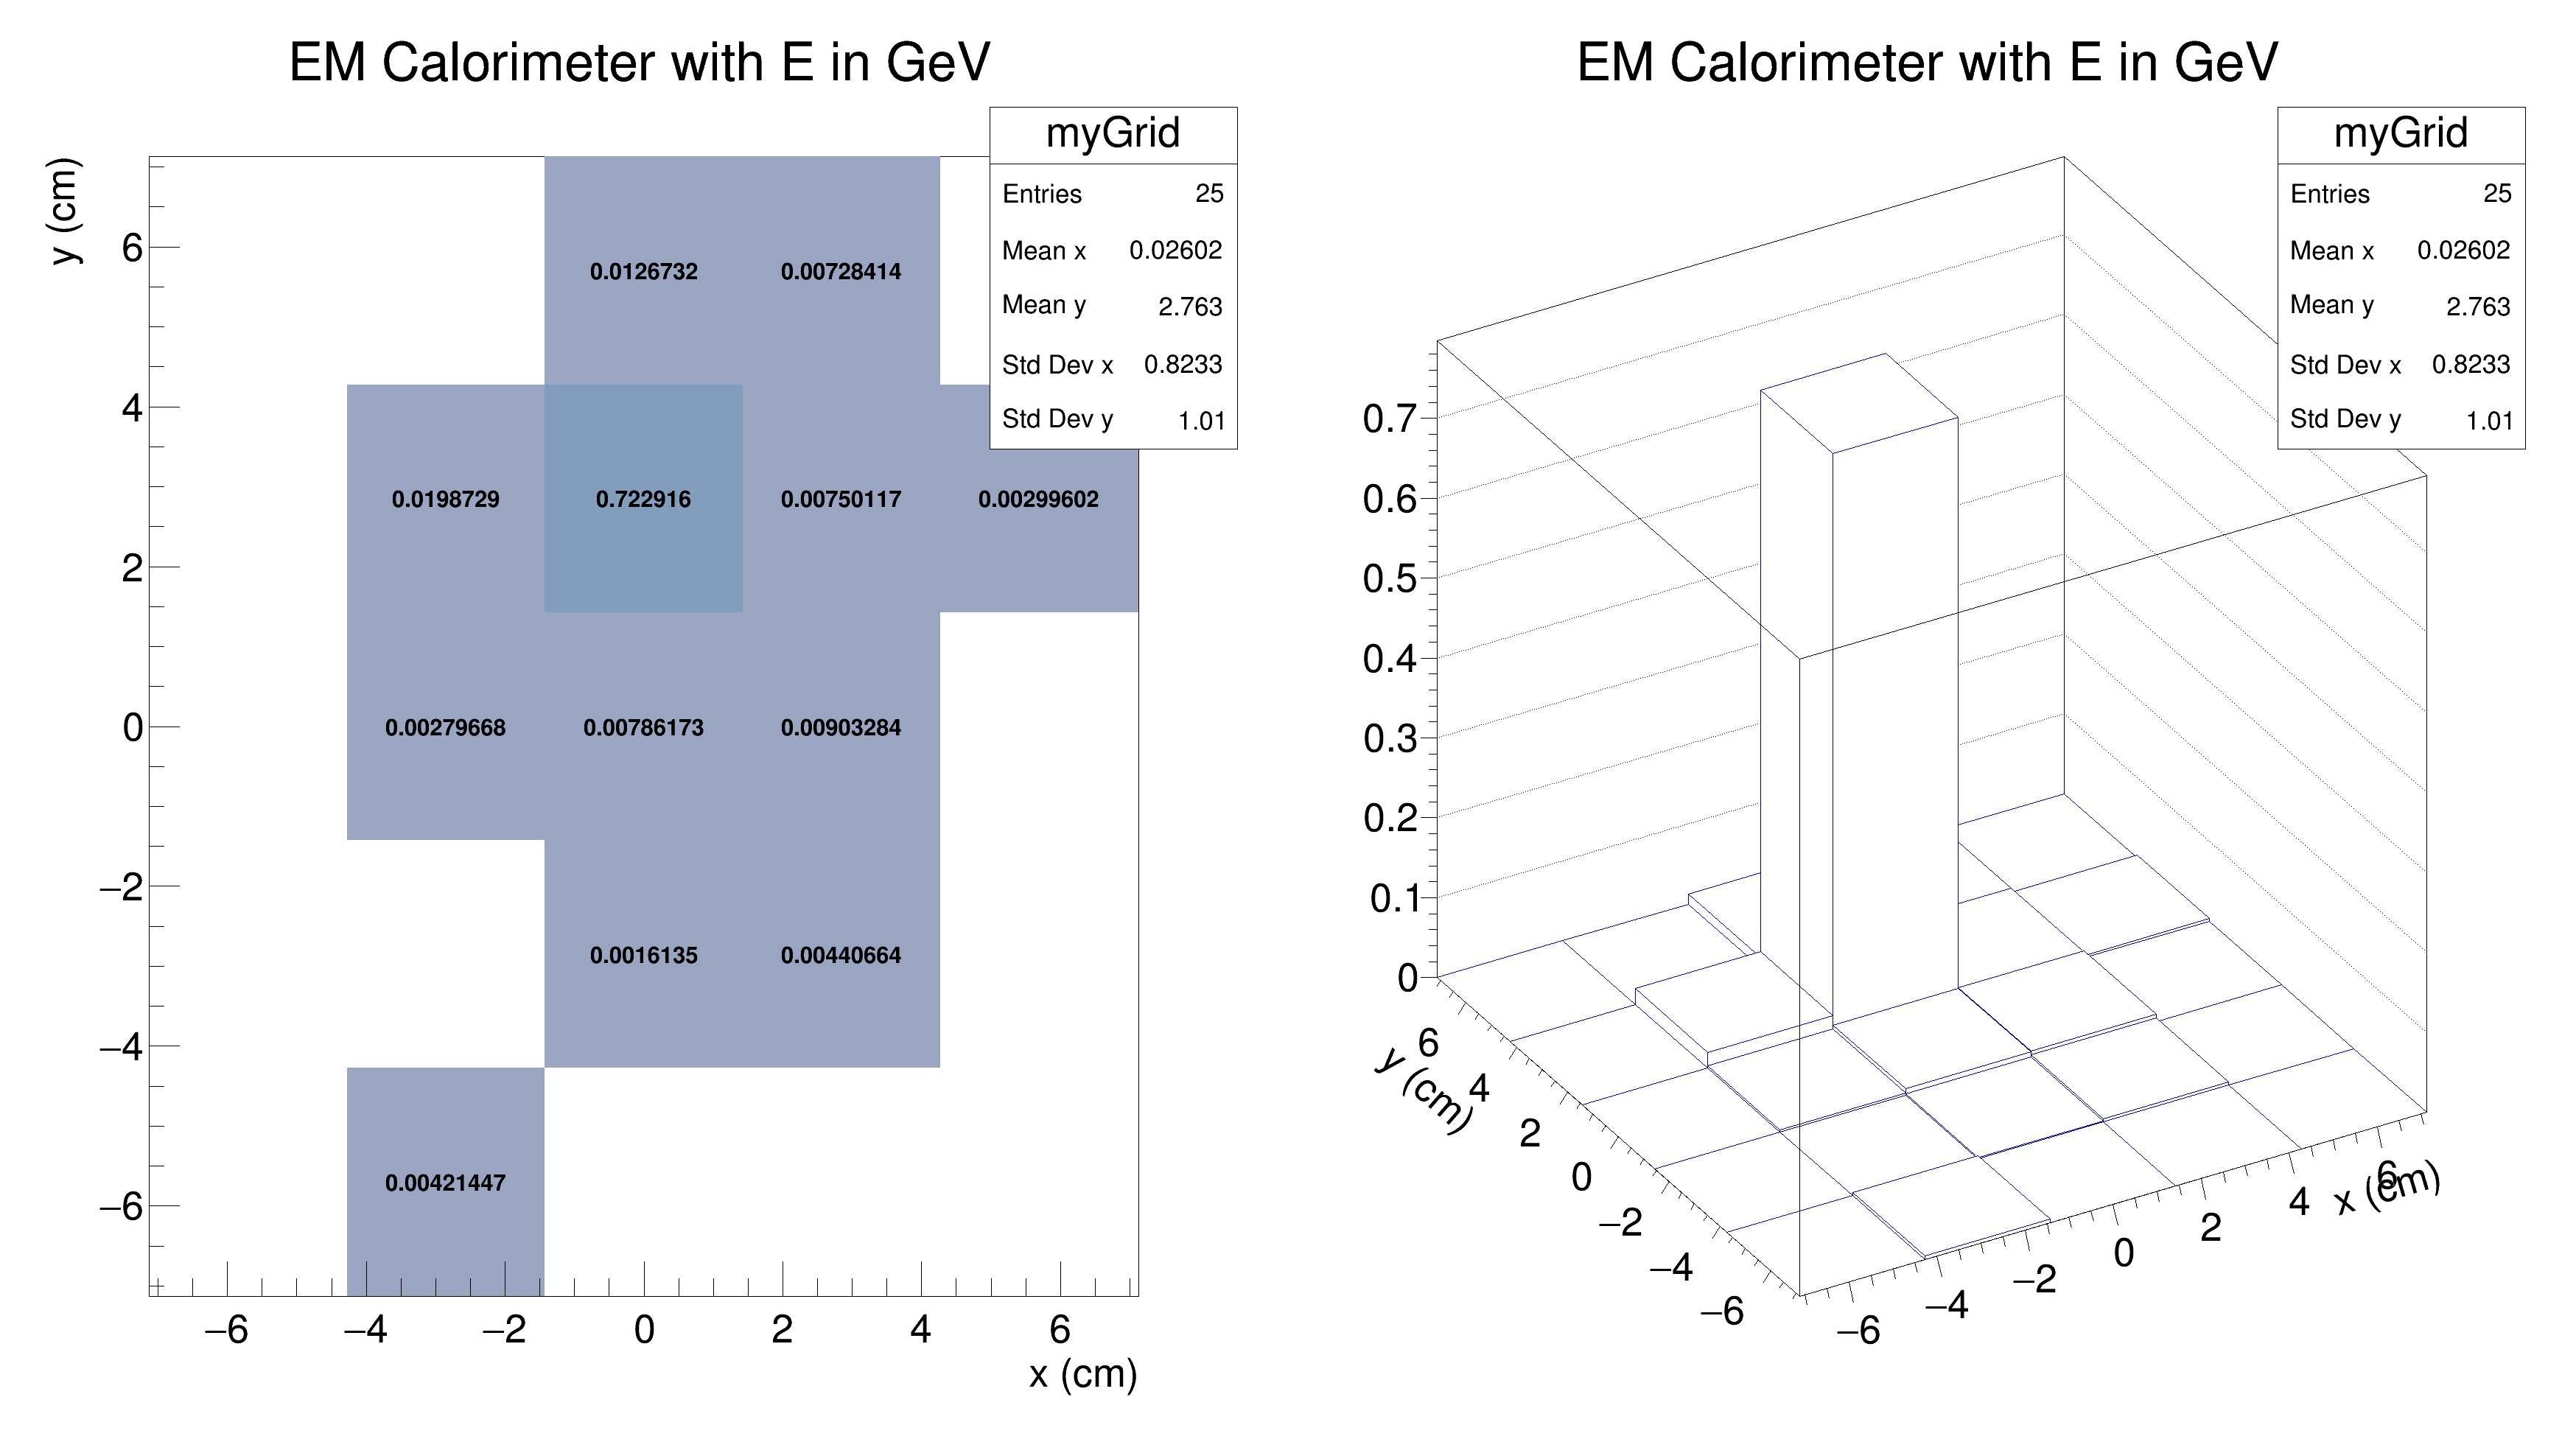 EM Calorimeter with E in GeV
myGrid
Entries 25
Mean x 0.02602
Mean y 2.763
Std Dev x 0.8233
Std Dev y 1.01
y (cm)
6
4
2
0
−2
−4
−6
0.0126732 0.00728414
0.0198729 0.722916 0.00750117 0.00299602
0.00279668 0.00786173 0.00903284
0.0016135 0.00440664
0.00421447
−6 −4 −2 0 2 4 6
x (cm)
EM Calorimeter with E in GeV
myGrid
Entries 25
Mean x 0.02602
Mean y 2.763
Std Dev x 0.8233
Std Dev y 1.01
0.7
0.6
0.5
0.4
0.3
0.2
0.1
0
6
4
2
0
−2
−4
−6
y (cm)
−6 −4 −2 0 2 4 6
x (cm)